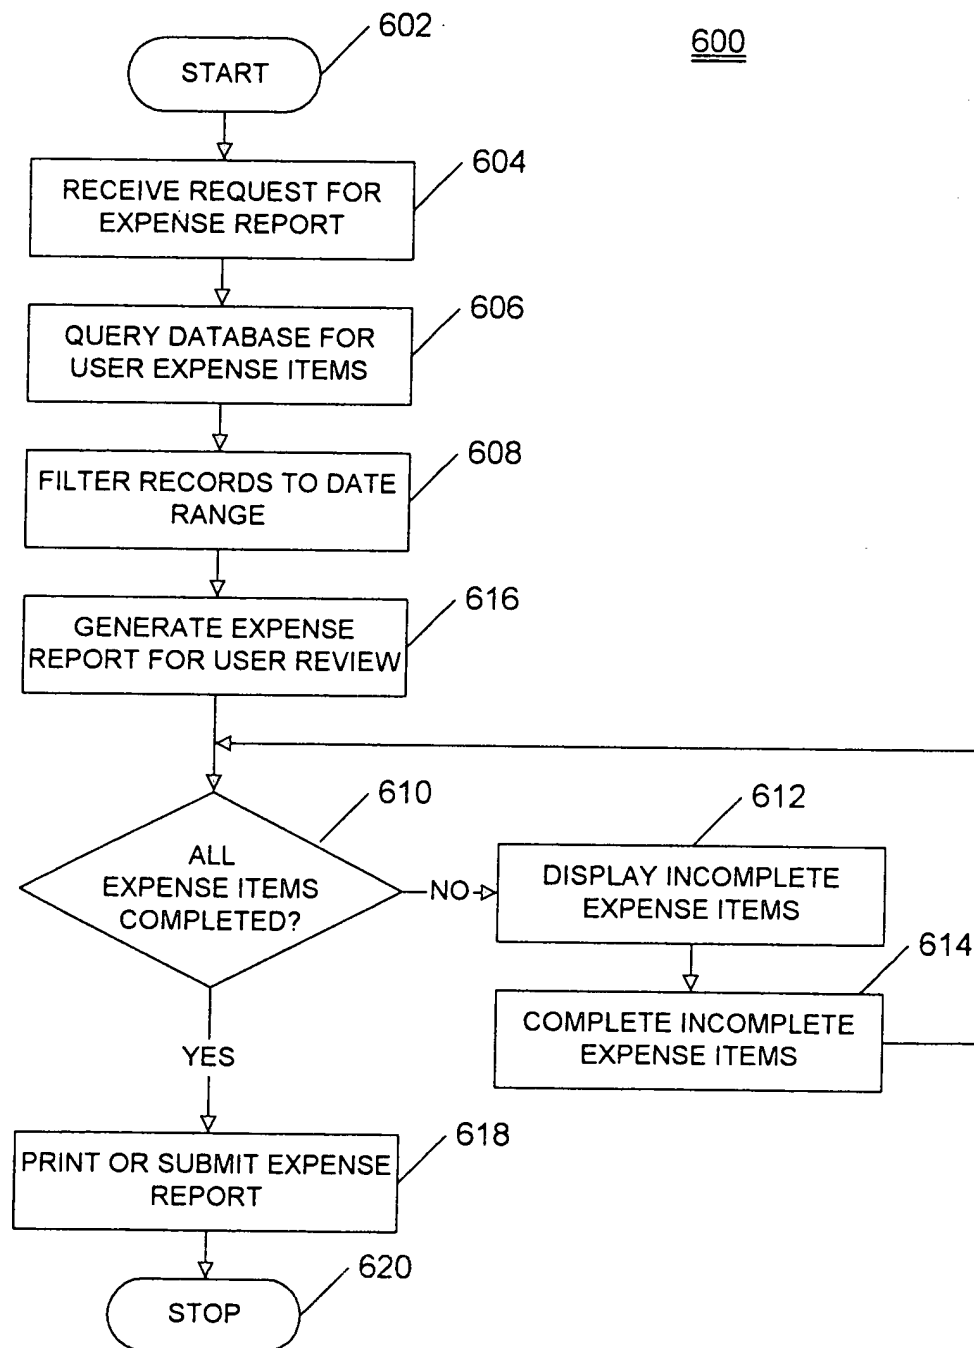 600
602
START
604
RECEIVE REQUEST FOR
EXPENSE REPORT
606
QUERY DATABASE FOR
USER EXPENSE ITEMS
608
FILTER RECORDS TO DATE
RANGE
616
GENERATE EXPENSE
REPORT FOR USER REVIEW
610
ALL
EXPENSE ITEMS
COMPLETED?
NO
612
DISPLAY INCOMPLETE
EXPENSE ITEMS
614
COMPLETE INCOMPLETE
EXPENSE ITEMS
YES
618
PRINT OR SUBMIT EXPENSE
REPORT
620
STOP